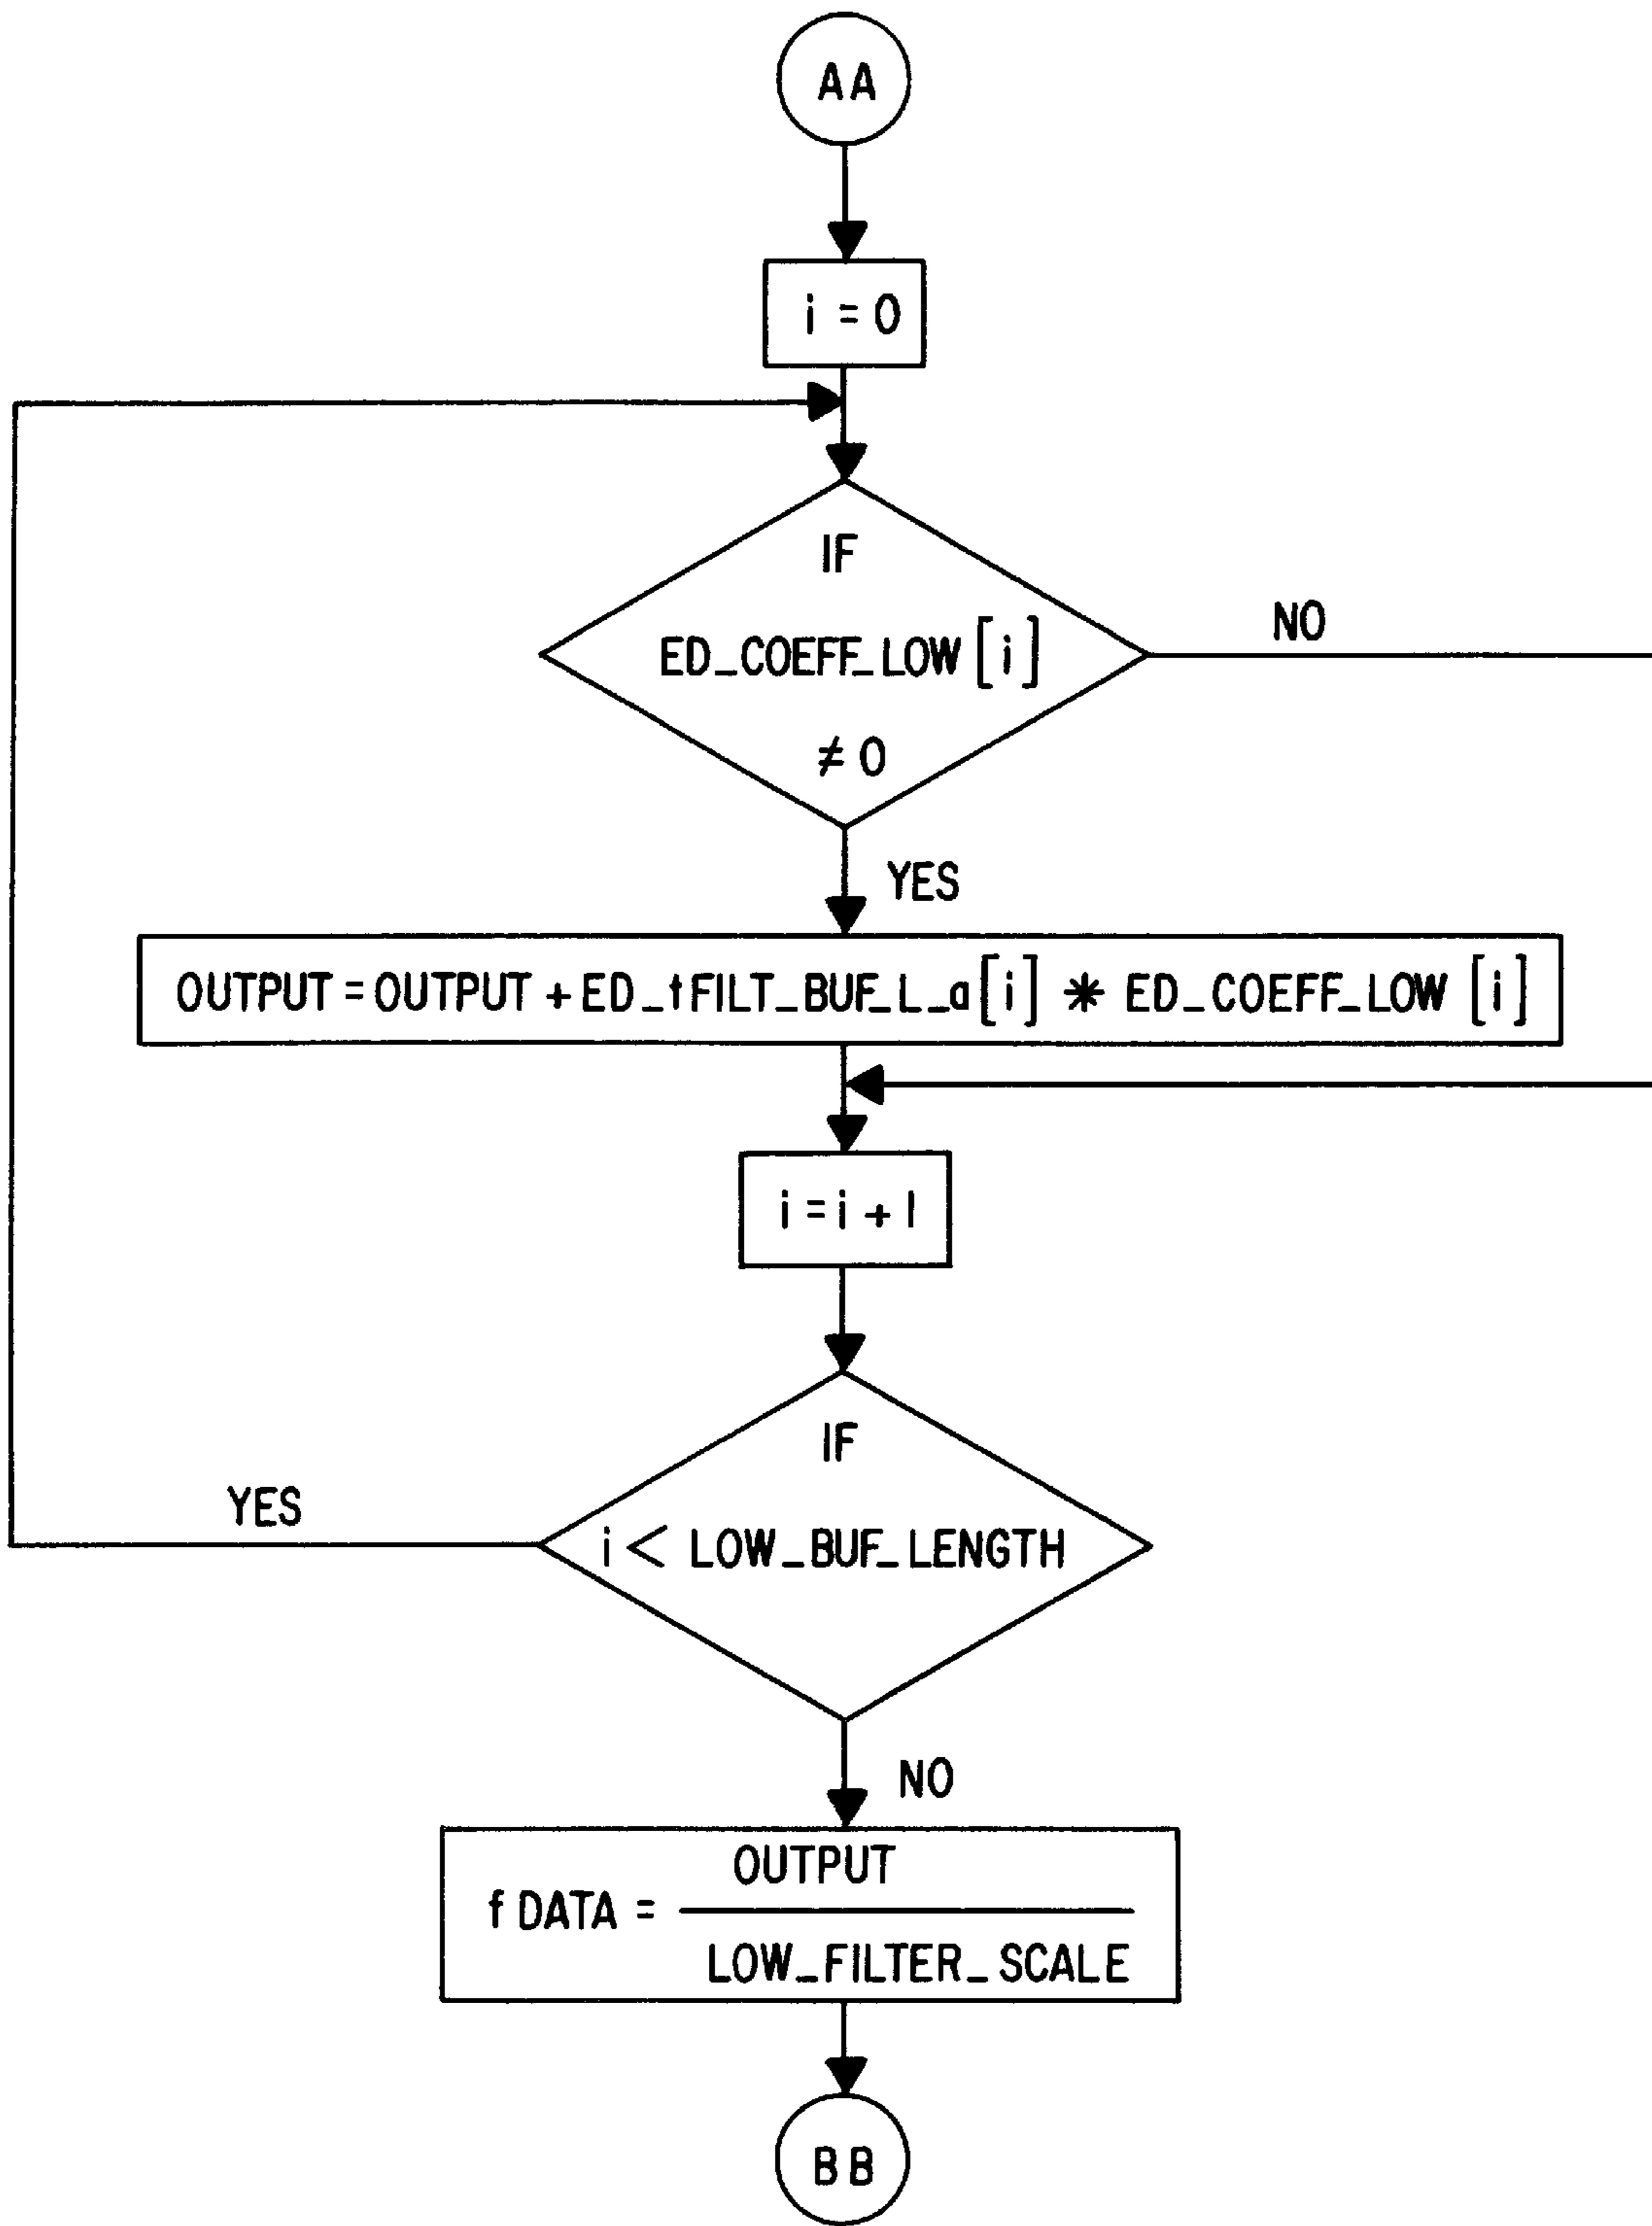 AA
i = 0
IF
ED_COEFF_LOW [i]
≠ 0
NO
YES
OUTPUT = OUTPUT + ED_tFILT_BUF_L_a [i] * ED_COEFF_LOW [i]
i = i + 1
IF
i < LOW_BUF_LENGTH
YES
NO
OUTPUT
f DATA =
LOW_FILTER_SCALE
BB